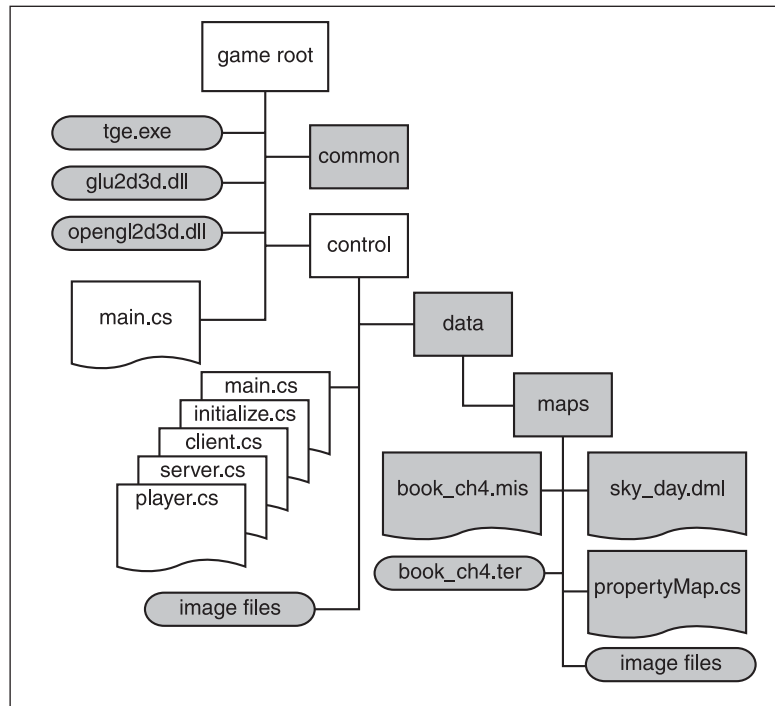 game root
tge.exe
common
glu2d3d.dll
opengl2d3d.dll
control
main.cs
data
main.cs
initialize.cs
client.cs
server.cs
player.cs
maps
book_ch4.mis
sky_day.dml
book_ch4.ter
propertyMap.cs
image files
image files